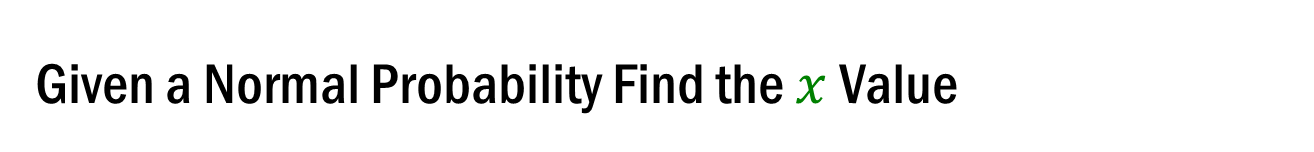 Given a Normal Probability Find the x Value